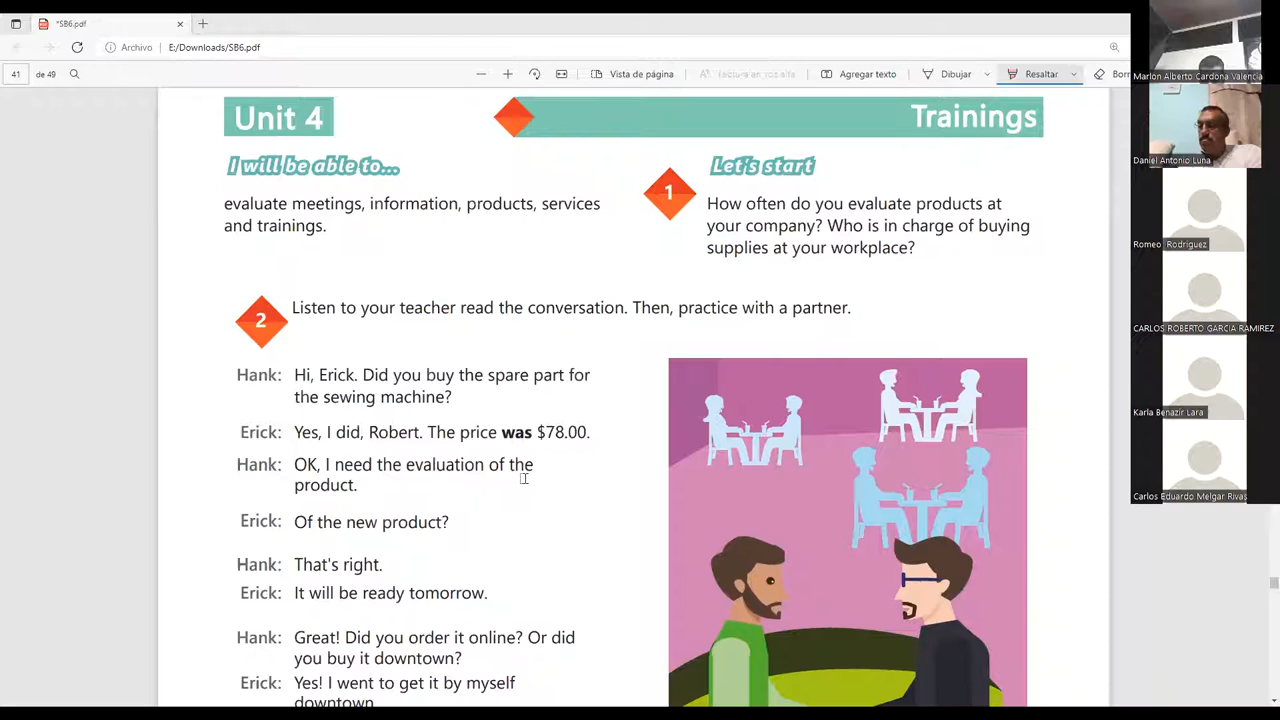 *SB6.pdf
Archivo
E:/Downloads/SB6.pdf
41
de 49
Vista de página
Lectura en voz alta
Agregar texto
Dibujar
Resaltar
Borr
Unit 4
Trainings
I will be able to...
evaluate meetings, information, products, services
and trainings.
1
Let's start
How often do you evaluate products at
your company? Who is in charge of buying
supplies at your workplace?
2
Listen to your teacher read the conversation. Then, practice with a partner.
Hank: Hi, Erick. Did you buy the spare part for
the sewing machine?
Erick: Yes, I did, Robert. The price was $78.00.
Hank: OK, I need the evaluation of the
product.
Erick: Of the new product?
Hank: That's right.
Erick: It will be ready tomorrow.
Hank: Great! Did you order it online? Or did
you buy it downtown?
Erick: Yes! I went to get it by myself
downtown
Marlon Alberto Cardona Valencia
Daniel Antonio Luna
Romeo Rodriguez
CARLOS ROBERTO GARCIA RAMIREZ
Karla Benazir Lara
Carlos Eduardo Melgar Rivas